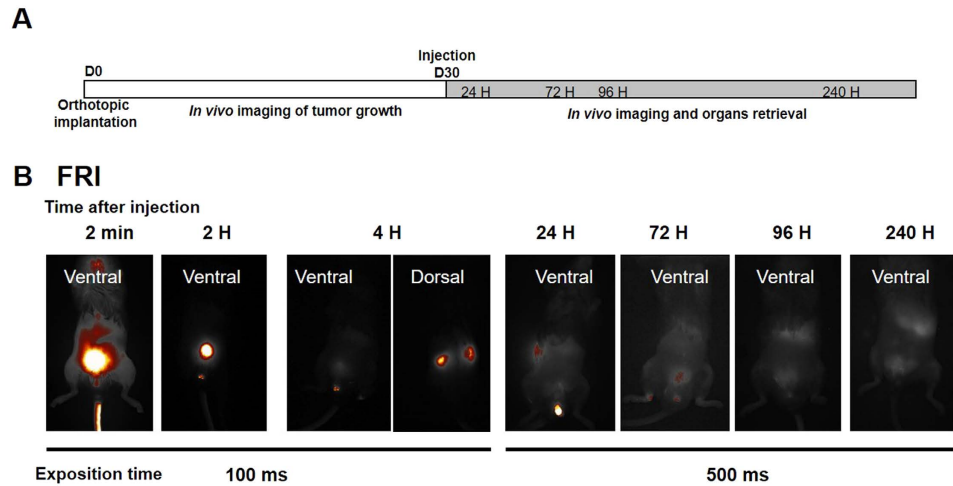 A
Injection
D0
D30
24 H 72 H 96 H 240 H
Orthotopic
implantation
In vivo imaging of tumor growth
In vivo imaging and organs retrieval
B FRI
Time after injection
2 min 2 H 4 H 24 H 72 H 96 H 240 H
Ventral Ventral Ventral Dorsal Ventral Ventral Ventral Ventral
Exposition time 100 ms 500 ms